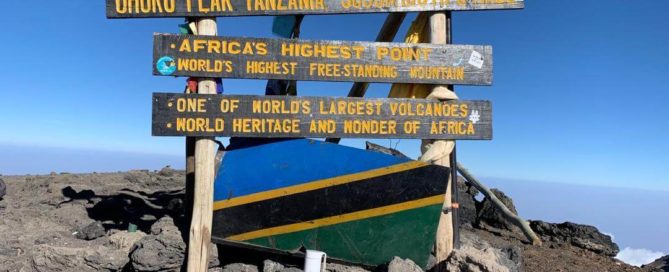 UHURU PEAK TANZANIA
• AFRICA'S HIGHEST POINT
• WORLD'S HIGHEST FREE-STANDING MOUNTAIN
• ONE OF WORLD'S LARGEST VOLCANOES
• WORLD HERITAGE AND WONDER OF AFRICA